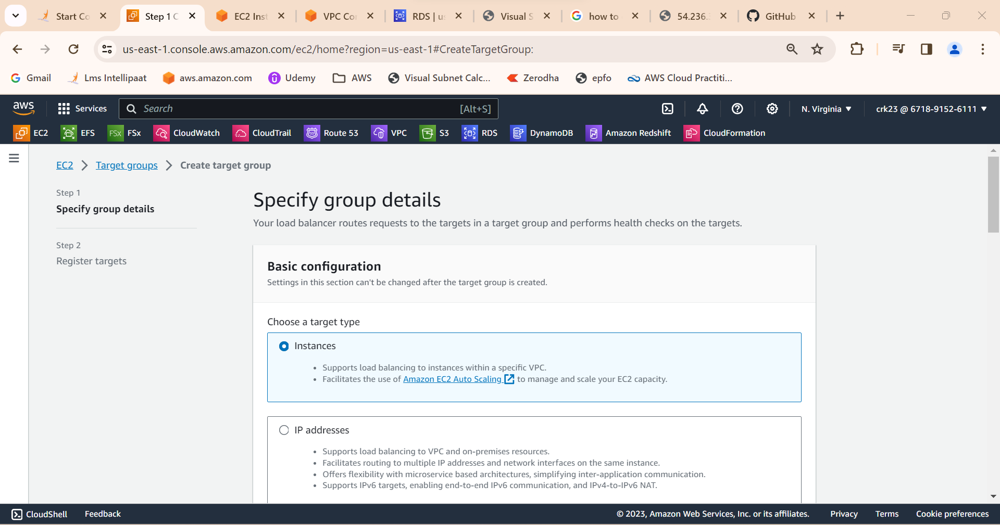 Start Co
Step 1 C
EC2 Inst
VPC Co
RDS | us
Visual S
how to
54.236.
GitHub
us-east-1.console.aws.amazon.com/ec2/home?region=us-east-1#CreateTargetGroup:
Gmail
Lms Intellipaat
aws.amazon.com
Udemy
AWS
Visual Subnet Calc...
Zerodha
epfo
AWS Cloud Practiti...
aws
Services
Search
[Alt+S]
N. Virginia
crk23 @ 6718-9152-6111
EC2
EFS
FSx
FSx
CloudWatch
CloudTrail
53
Route 53
VPC
S3
RDS
DynamoDB
Amazon Redshift
CloudFormation
EC2
Target groups
Create target group
Step 1
Specify group details
Step 2
Register targets
Specify group details
Your load balancer routes requests to the targets in a target group and performs health checks on the targets.
Basic configuration
Settings in this section can't be changed after the target group is created.
Choose a target type
Instances
• Supports load balancing to instances within a specific VPC.
• Facilitates the use of Amazon EC2 Auto Scaling to manage and scale your EC2 capacity.
IP addresses
• Supports load balancing to VPC and on-premises resources.
• Facilitates routing to multiple IP addresses and network interfaces on the same instance.
• Offers flexibility with microservice based architectures, simplifying inter-application communication.
• Supports IPv6 targets, enabling end-to-end IPv6 communication, and IPv4-to-IPv6 NAT.
CloudShell
Feedback
© 2023, Amazon Web Services, Inc. or its affiliates.
Privacy
Terms
Cookie preferences